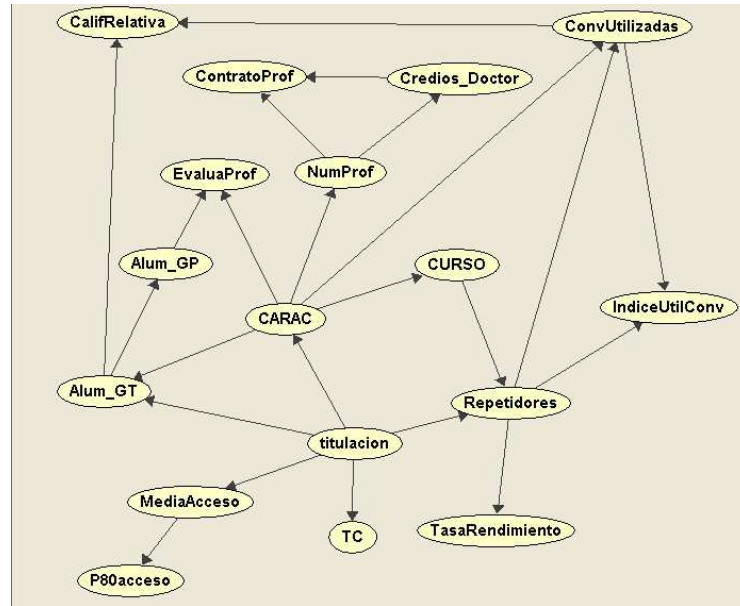 CalifRelativa
ConvUtilizadas
ContratoProf
Credios_Doctor
EvaluaProf
NumProf
Alum_GP
CURSO
CARAC
IndiceUtilConv
Alum_GT
Repetidores
titulacion
MediaAcceso
TC
TasaRendimiento
P80acceso